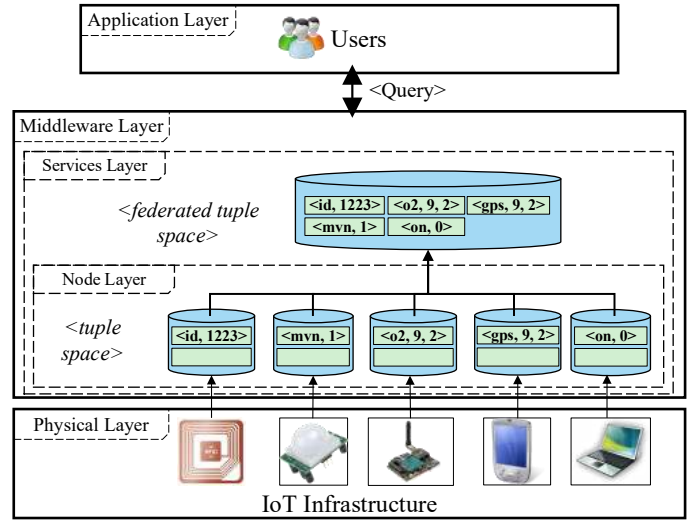 Application Layer
Users
<Query>
Middleware Layer
Services Layer
<federated tuple
space>
<id, 1223> <o2, 9, 2> <gps, 9, 2>
<mvn, 1> <on, 0>
Node Layer
<tuple
space>
<id, 1223> <mvn, 1> <o2, 9, 2> <gps, 9, 2> <on, 0>
Physical Layer
IoT Infrastructure